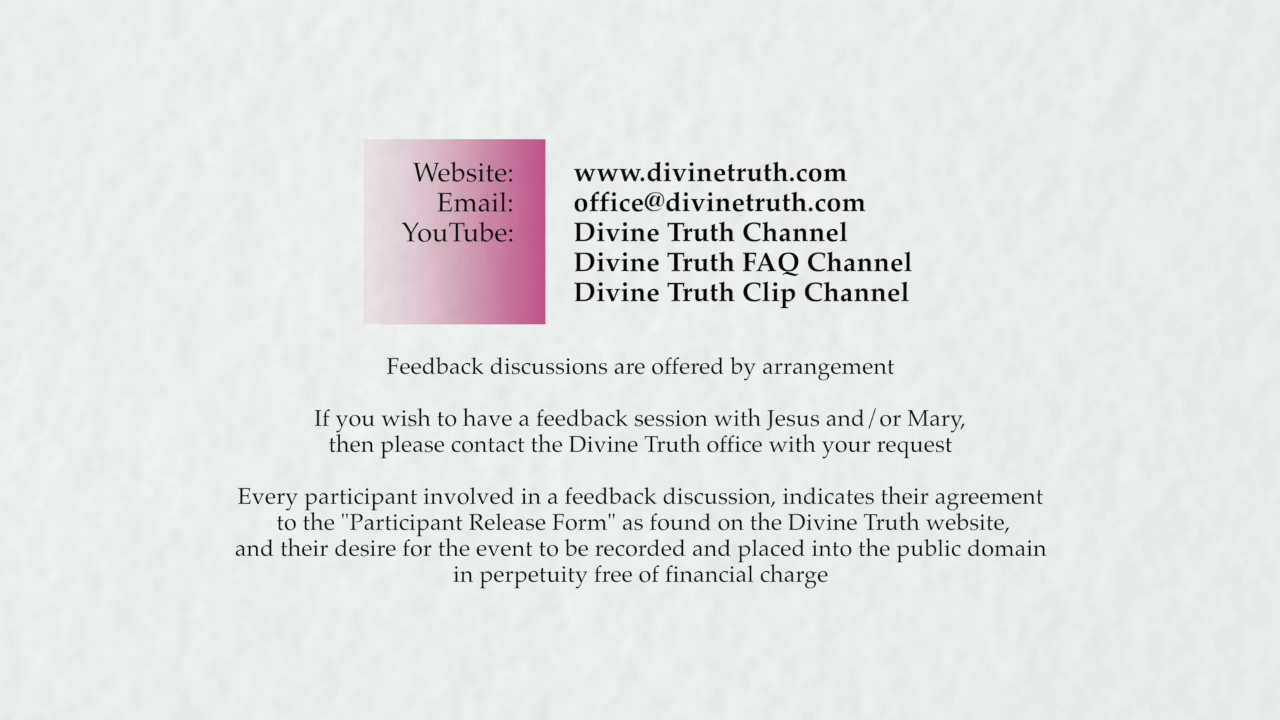 Website: www.divinetruth.com
Email: office@divinetruth.com
YouTube: Divine Truth Channel
Divine Truth FAQ Channel
Divine Truth Clip Channel
Feedback discussions are offered by arrangement
If you wish to have a feedback session with Jesus and/or Mary,
then please contact the Divine Truth office with your request
Every participant involved in a feedback discussion, indicates their agreement
to the "Participant Release Form" as found on the Divine Truth website,
and their desire for the event to be recorded and placed into the public domain
in perpetuity free of financial charge